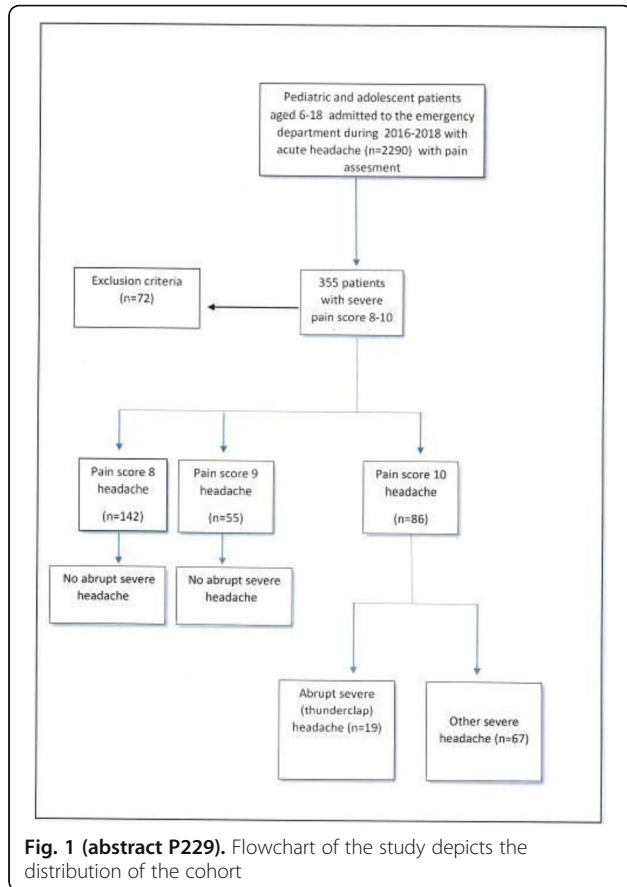 Pediatric and adolescent patients
aged 6-18 admitted to the emergency
department during 2016-2018 with
acute headache (n=2290) with pain
assesment
Exclusion criteria
(n=72)
355 patients
with severe
pain score 8-10
Pain score 8
headache
(n=142)
Pain score 9
headache
(n=55)
Pain score 10
headache
(n=86)
No abrupt severe
headache
No abrupt severe
headache
Abrupt severe
(thunderclap)
headache (n=19)
Other severe
headache (n=67)
Fig. 1 (abstract P229). Flowchart of the study depicts the
distribution of the cohort